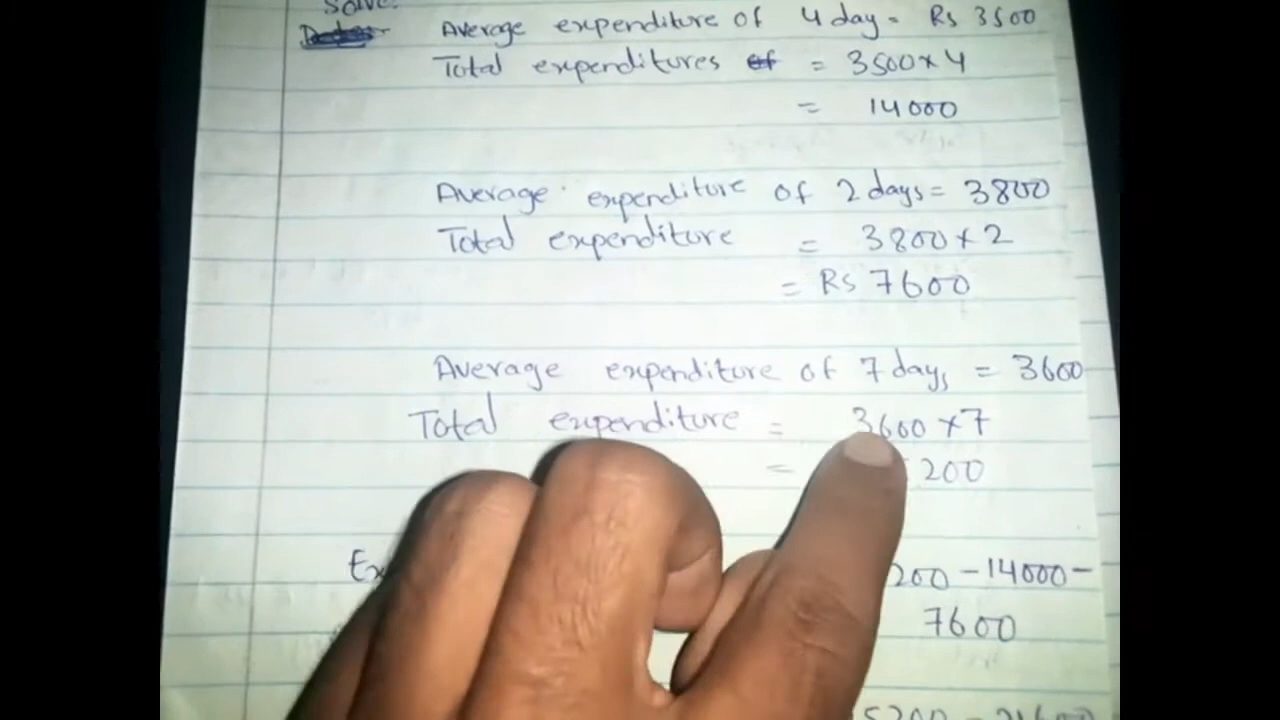 Solve:
Average expenditure of 4 day = Rs 3500
Total expenditures of = 3500 × 4
= 14000
Average expenditure of 2 days = 3800
Total expenditure = 3800 × 2
= Rs 7600
Average expenditure of 7 days = 3600
Total expenditure = 3600 × 7
= 200
200 - 14000 -
7600